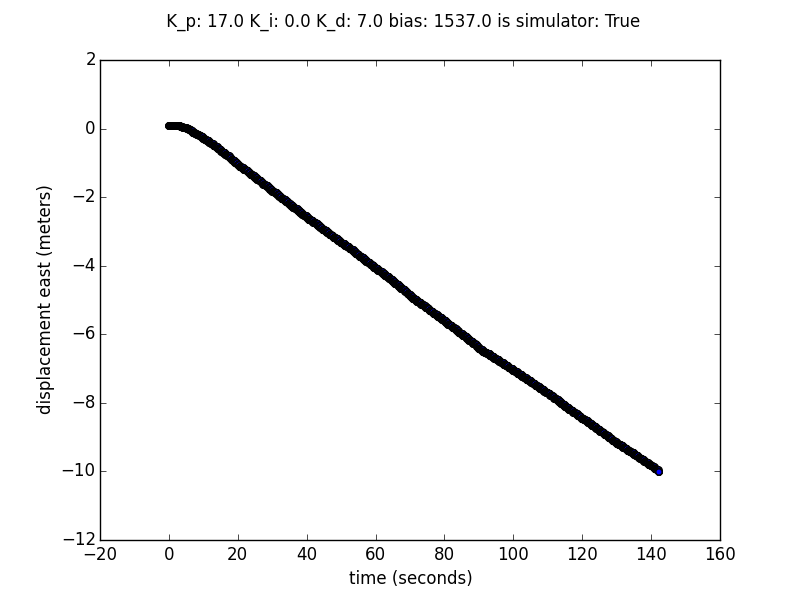 K_p: 17.0 K_i: 0.0 K_d: 7.0 bias: 1537.0 is simulator: True
2
0
−2
−4
−6
−8
−10
−12
displacement east (meters)
−20 0 20 40 60 80 100 120 140 160
time (seconds)